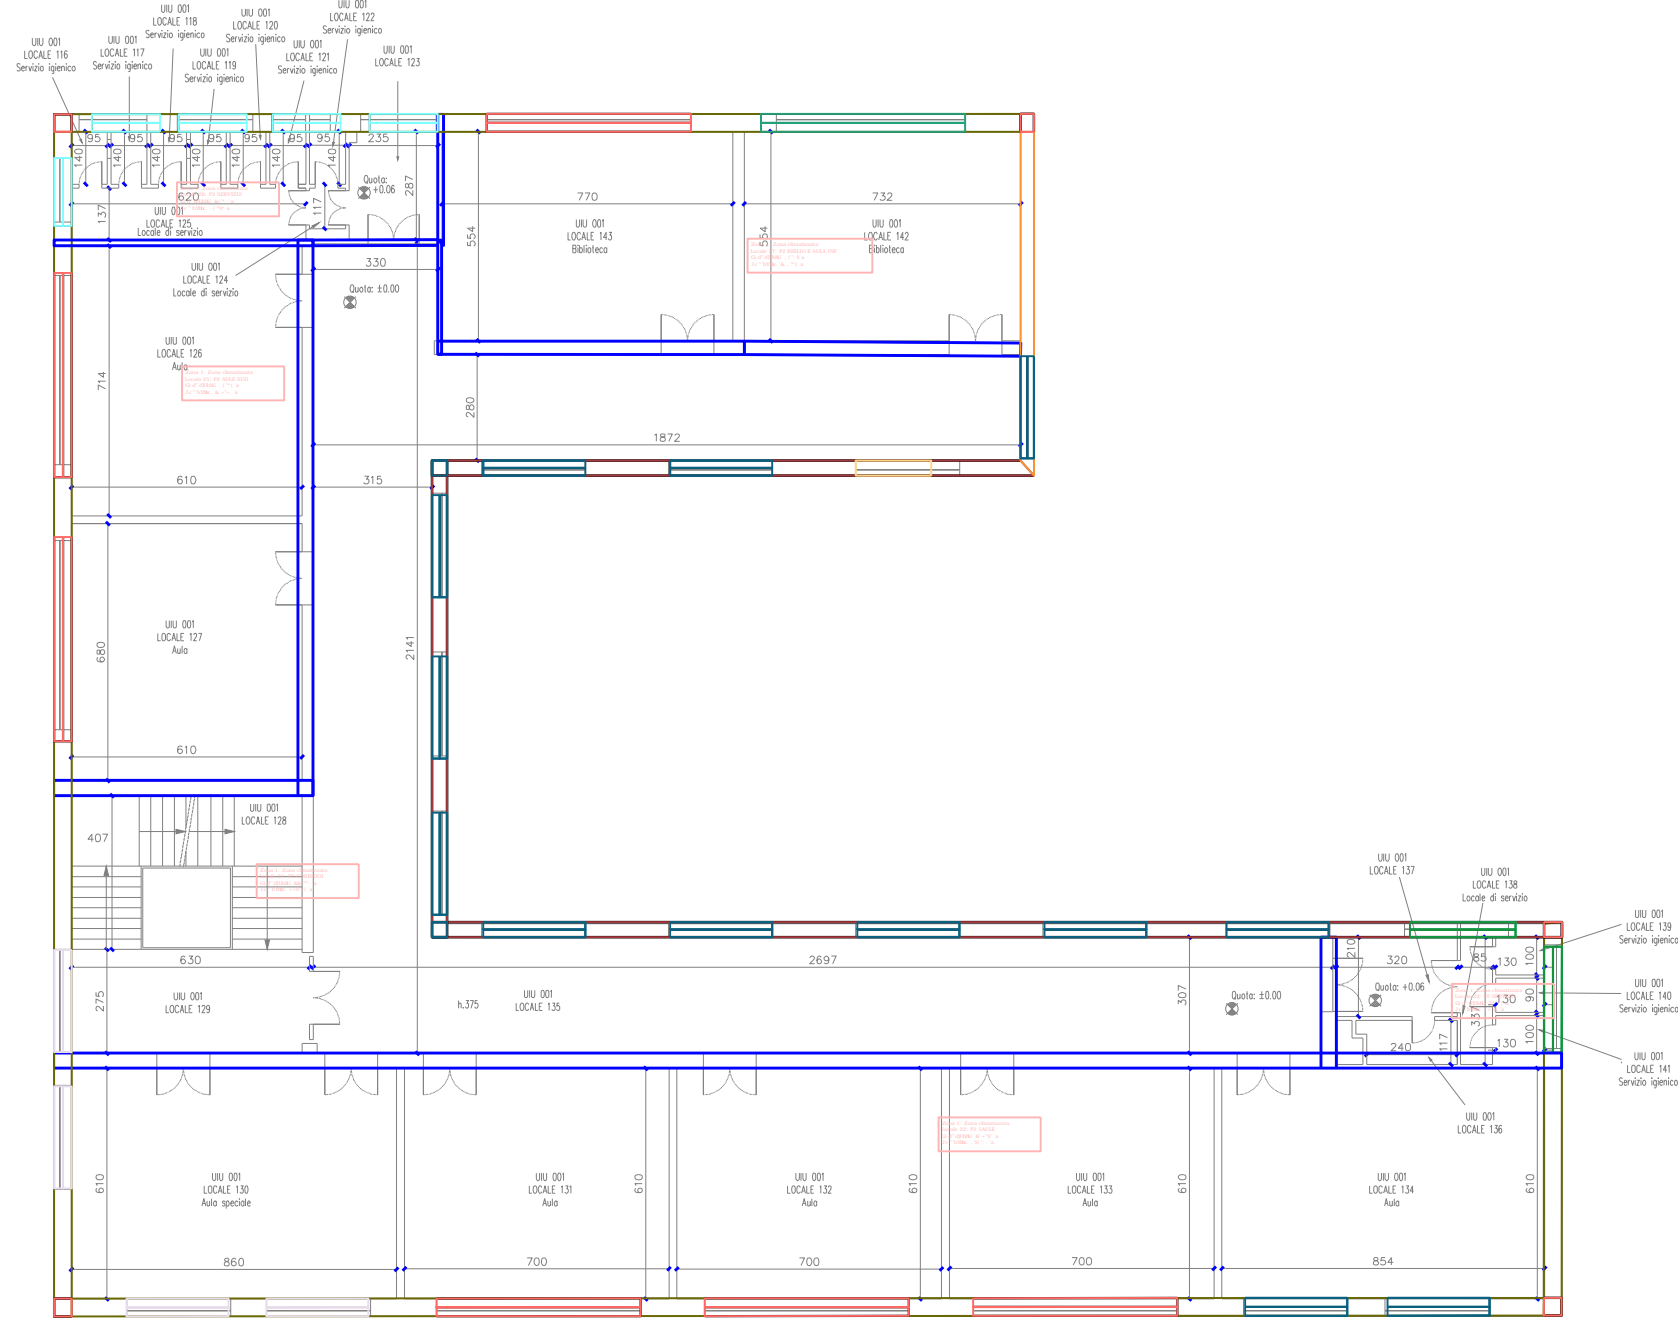 UIU 001
LOCALE 116
Servizio igienico
UIU 001
LOCALE 117
Servizio igienico
UIU 001
LOCALE 118
Servizio igienico
UIU 001
LOCALE 119
Servizio igienico
UIU 001
LOCALE 120
Servizio igienico
UIU 001
LOCALE 121
Servizio igienico
UIU 001
LOCALE 122
Servizio igienico
UIU 001
LOCALE 123
95 95 95 95 95 95 95 235
140 140 140 140 140 140 140
Quota:
+0.06
287
620
137
117
UIU 001
LOCALE 125
Locale di servizio
UIU 001
LOCALE 124
Locale di servizio
330
Quota: ±0.00
770
732
554
554
UIU 001
LOCALE 143
Biblioteca
UIU 001
LOCALE 142
Biblioteca
UIU 001
LOCALE 126
Aula
714
280
1872
610
315
UIU 001
LOCALE 127
Aula
680
2141
610
UIU 001
LOCALE 128
407
630
275
UIU 001
LOCALE 129
h.375
UIU 001
LOCALE 135
2697
307
Quota: ±0.00
UIU 001
LOCALE 137
UIU 001
LOCALE 138
Locale di servizio
UIU 001
LOCALE 139
Servizio igienico
UIU 001
LOCALE 140
Servizio igienico
UIU 001
LOCALE 141
Servizio igienico
UIU 001
LOCALE 136
210
320
85
130
100
Quota: +0.06
130
90
337
240
117
130
100
610
UIU 001
LOCALE 130
Aula speciale
610
UIU 001
LOCALE 131
Aula
610
UIU 001
LOCALE 132
Aula
610
UIU 001
LOCALE 133
Aula
610
UIU 001
LOCALE 134
Aula
860
700
700
700
854